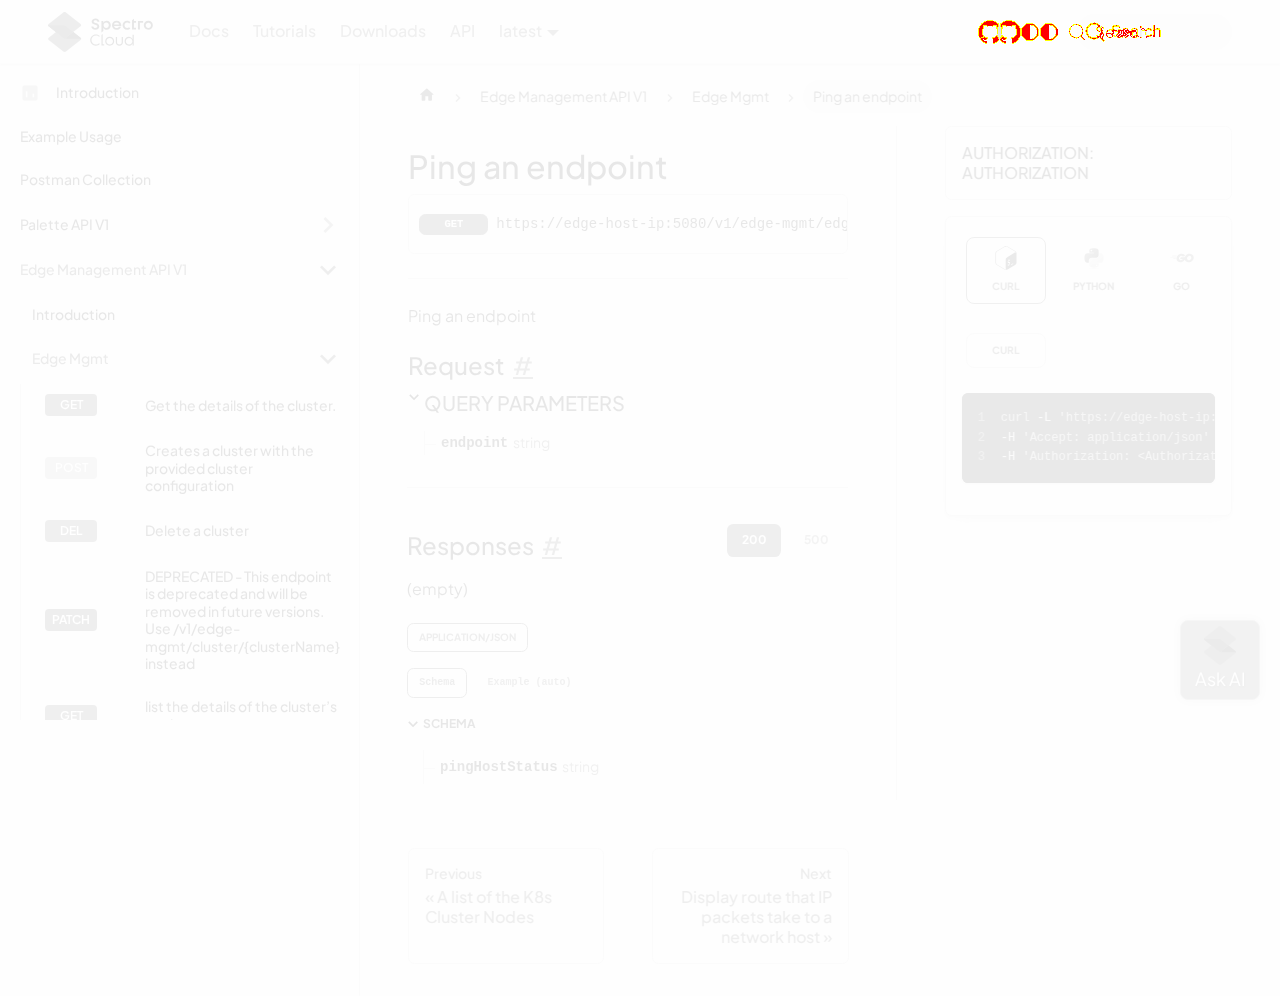 Spectro
Cloud
Docs
Tutorials
Downloads
API
latest
Introduction
Example Usage
Postman Collection
Palette API V1
Edge Management API V1
Introduction
Edge Mgmt
GET
Get the details of the cluster.
POST
Creates a cluster with the
provided cluster
configuration
DEL
Delete a cluster
PATCH
DEPRECATED - This endpoint
is deprecated and will be
removed in future versions.
Use /v1/edge-
mgmt/cluster/{clusterName}
instead
GET
list the details of the cluster's
Edge Management API V1
Edge Mgmt
Ping an endpoint
Ping an endpoint
GET
https://edge-host-ip:5080/v1/edge-mgmt/edg
Ping an endpoint
Request #
QUERY PARAMETERS
endpoint string
Responses #
200
500
(empty)
APPLICATION/JSON
Schema
Example (auto)
SCHEMA
pingHostStatus string
Previous
« A list of the K8s
Cluster Nodes
Next
Display route that IP
packets take to a
network host »
AUTHORIZATION:
AUTHORIZATION
CURL
PYTHON
GO
GO
CURL
1 curl -L 'https://edge-host-ip:
2 -H 'Accept: application/json'
3 -H 'Authorization: <Authorizat
Ask AI